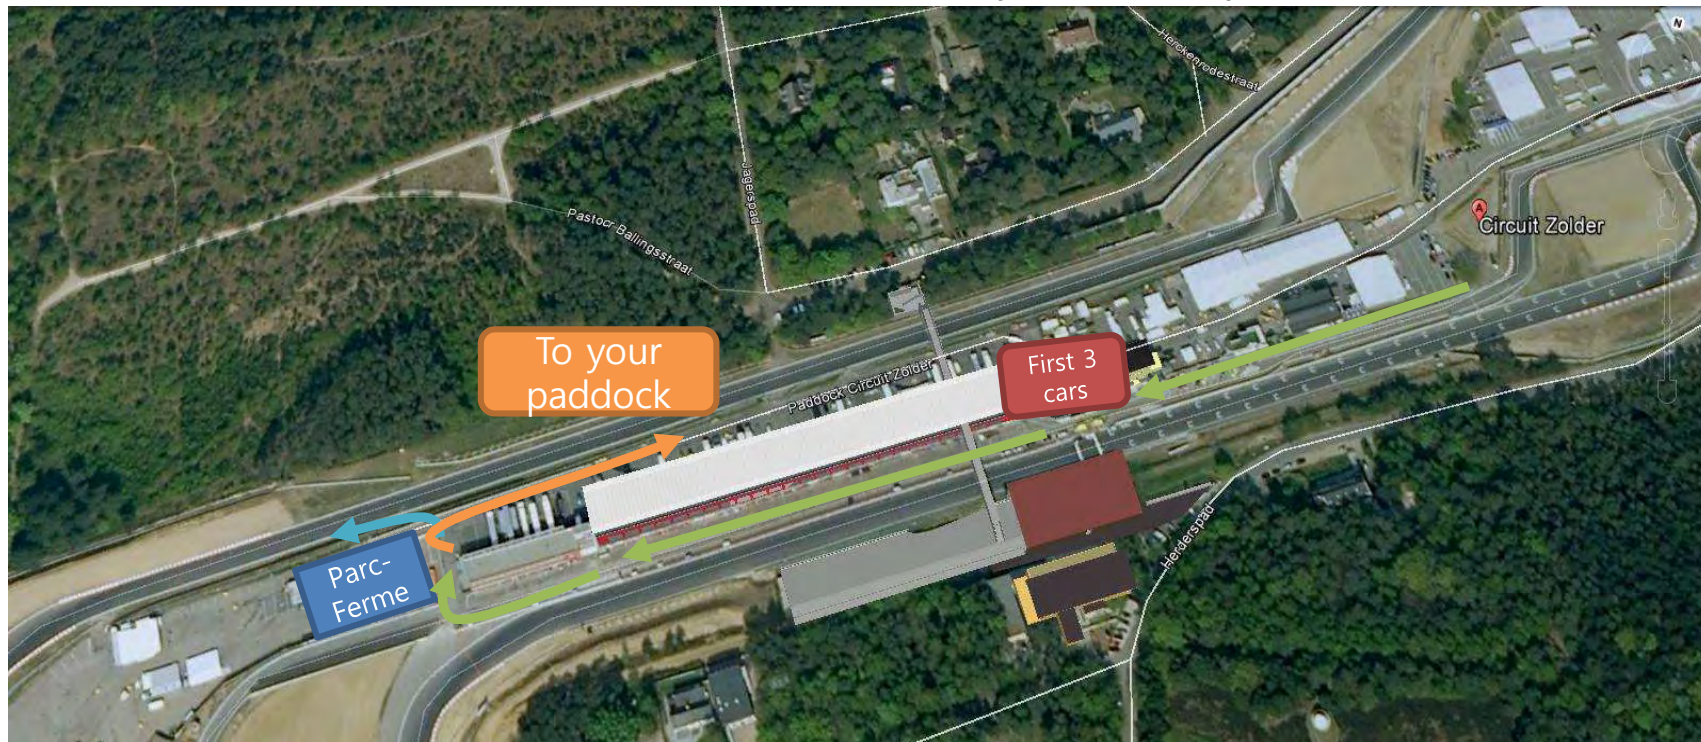 N
Herckenrodestraat
Jagerspad
Pastoor Ballingsstraat
A
Circuit Zolder
To your
paddock
First 3
cars
Paddock Circuit Zolder
Parc-
Ferme
Herderspad